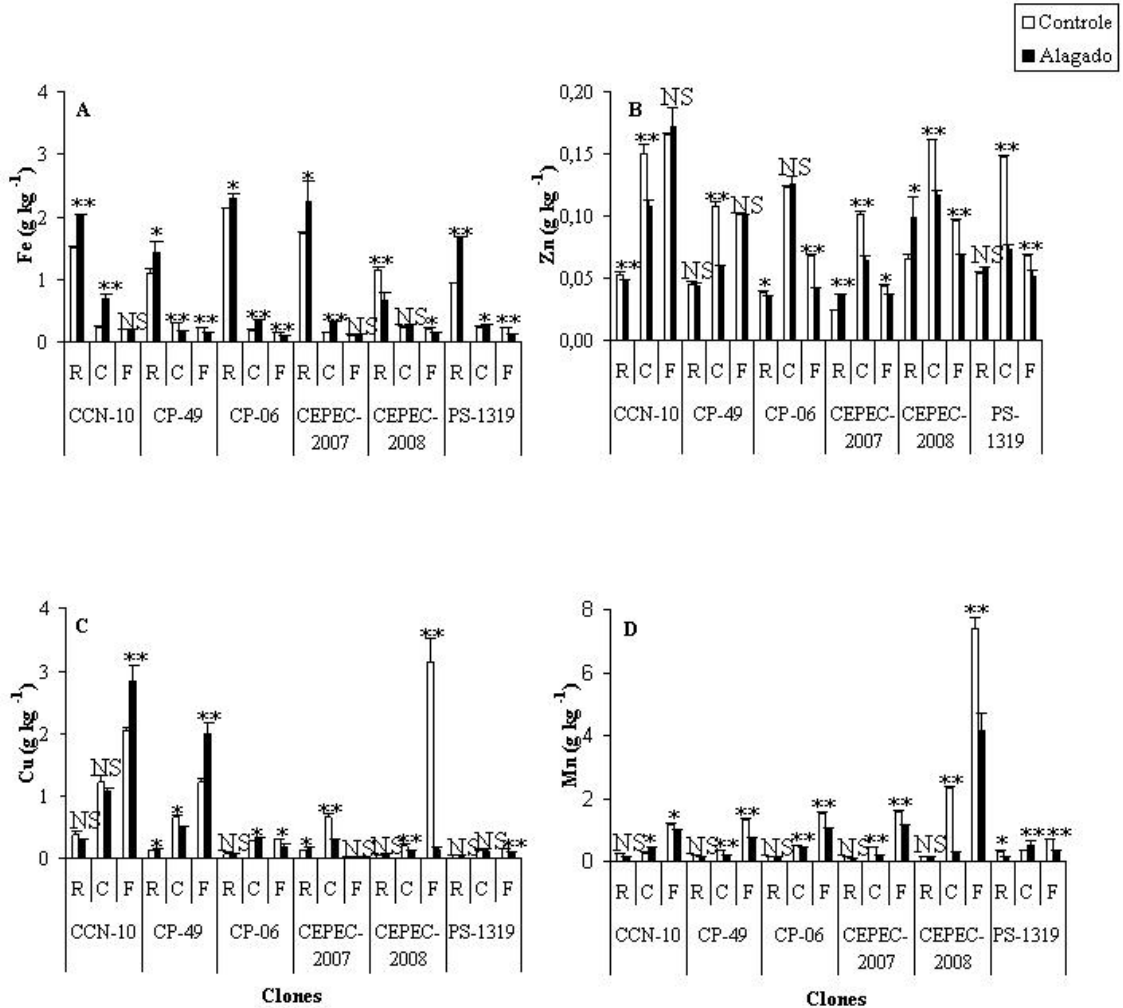 Controle
Alagado
A
Fe (g kg -1)
4
3
2
1
0
** ** NS * ** ** * ** ** * ** NS ** NS * ** * **
R C F R C F R C F R C F R C F R C F
CCN-10 CP-49 CP-06 CEPEC-2007 CEPEC-2008 PS-1319
B
Zn (g kg -1)
0,20
0,15
0,10
0,05
0,00
** ** NS NS ** NS * NS ** ** ** * * ** ** NS ** **
R C F R C F R C F R C F R C F R C F
CCN-10 CP-49 CP-06 CEPEC-2007 CEPEC-2008 PS-1319
C
Cu (g kg -1)
4
3
2
1
0
NS NS ** * * ** NS * * * ** NS NS ** ** NS NS **
R C F R C F R C F R C F R C F R C F
CCN-10 CP-49 CP-06 CEPEC-2007 CEPEC-2008 PS-1319
Clones
D
Mn (g kg -1)
8
6
4
2
0
NS * * NS ** ** NS ** ** NS ** ** NS ** ** * ** **
R C F R C F R C F R C F R C F R C F
CCN-10 CP-49 CP-06 CEPEC-2007 CEPEC-2008 PS-1319
Clones